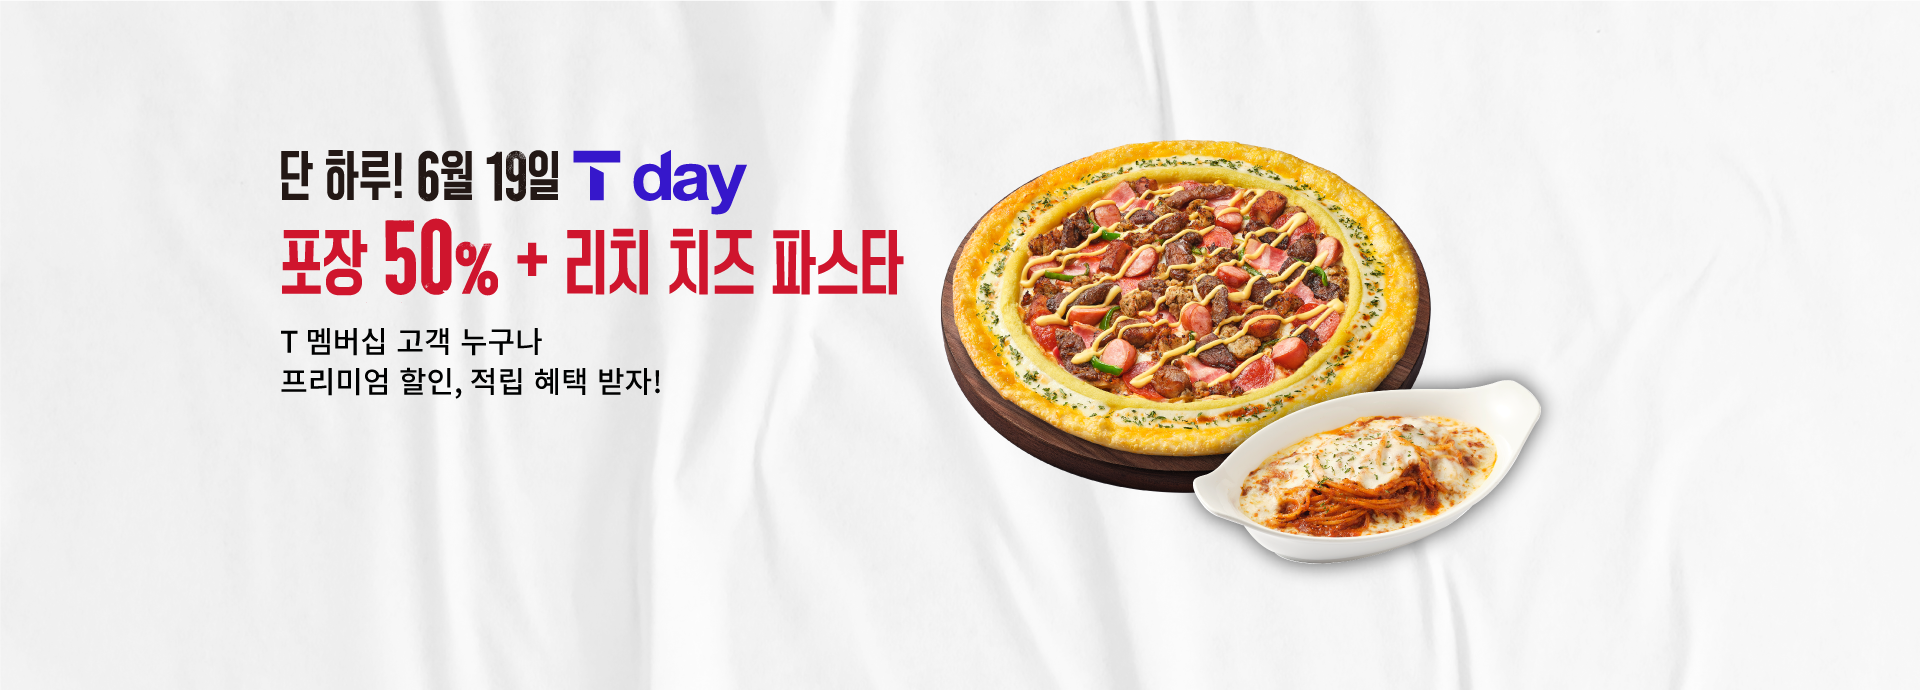 단 하루! 6월 19일 T day
포장 50% + 리치 치즈 파스타
T 멤버십 고객 누구나
프리미엄 할인, 적립 혜택 받자!